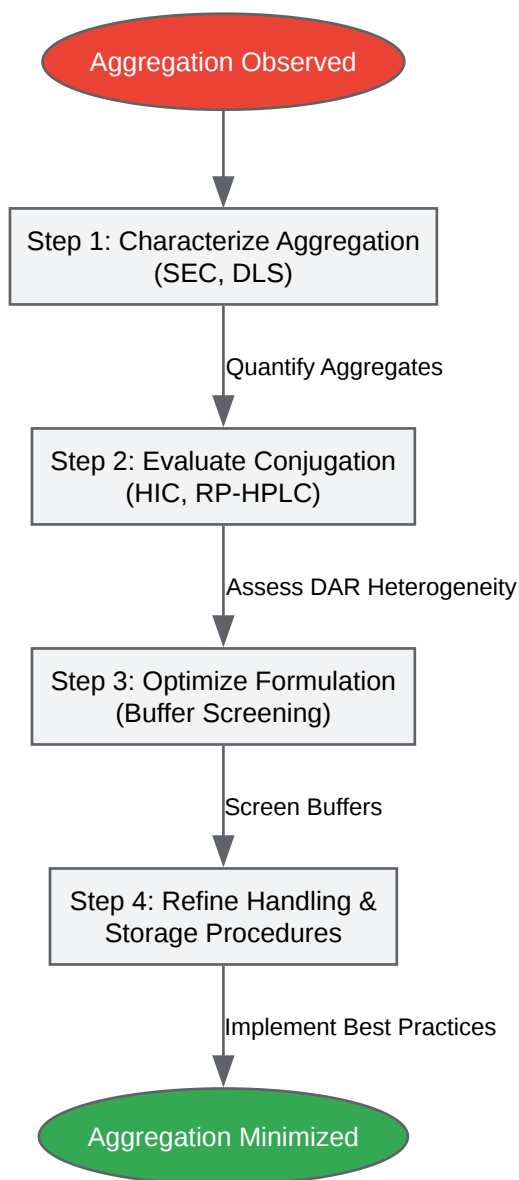 Aggregation Observed
Step 1: Characterize Aggregation
(SEC, DLS)
Quantify Aggregates
Step 2: Evaluate Conjugation
(HIC, RP-HPLC)
Assess DAR Heterogeneity
Step 3: Optimize Formulation
(Buffer Screening)
Screen Buffers
Step 4: Refine Handling &
Storage Procedures
Implement Best Practices
Aggregation Minimized